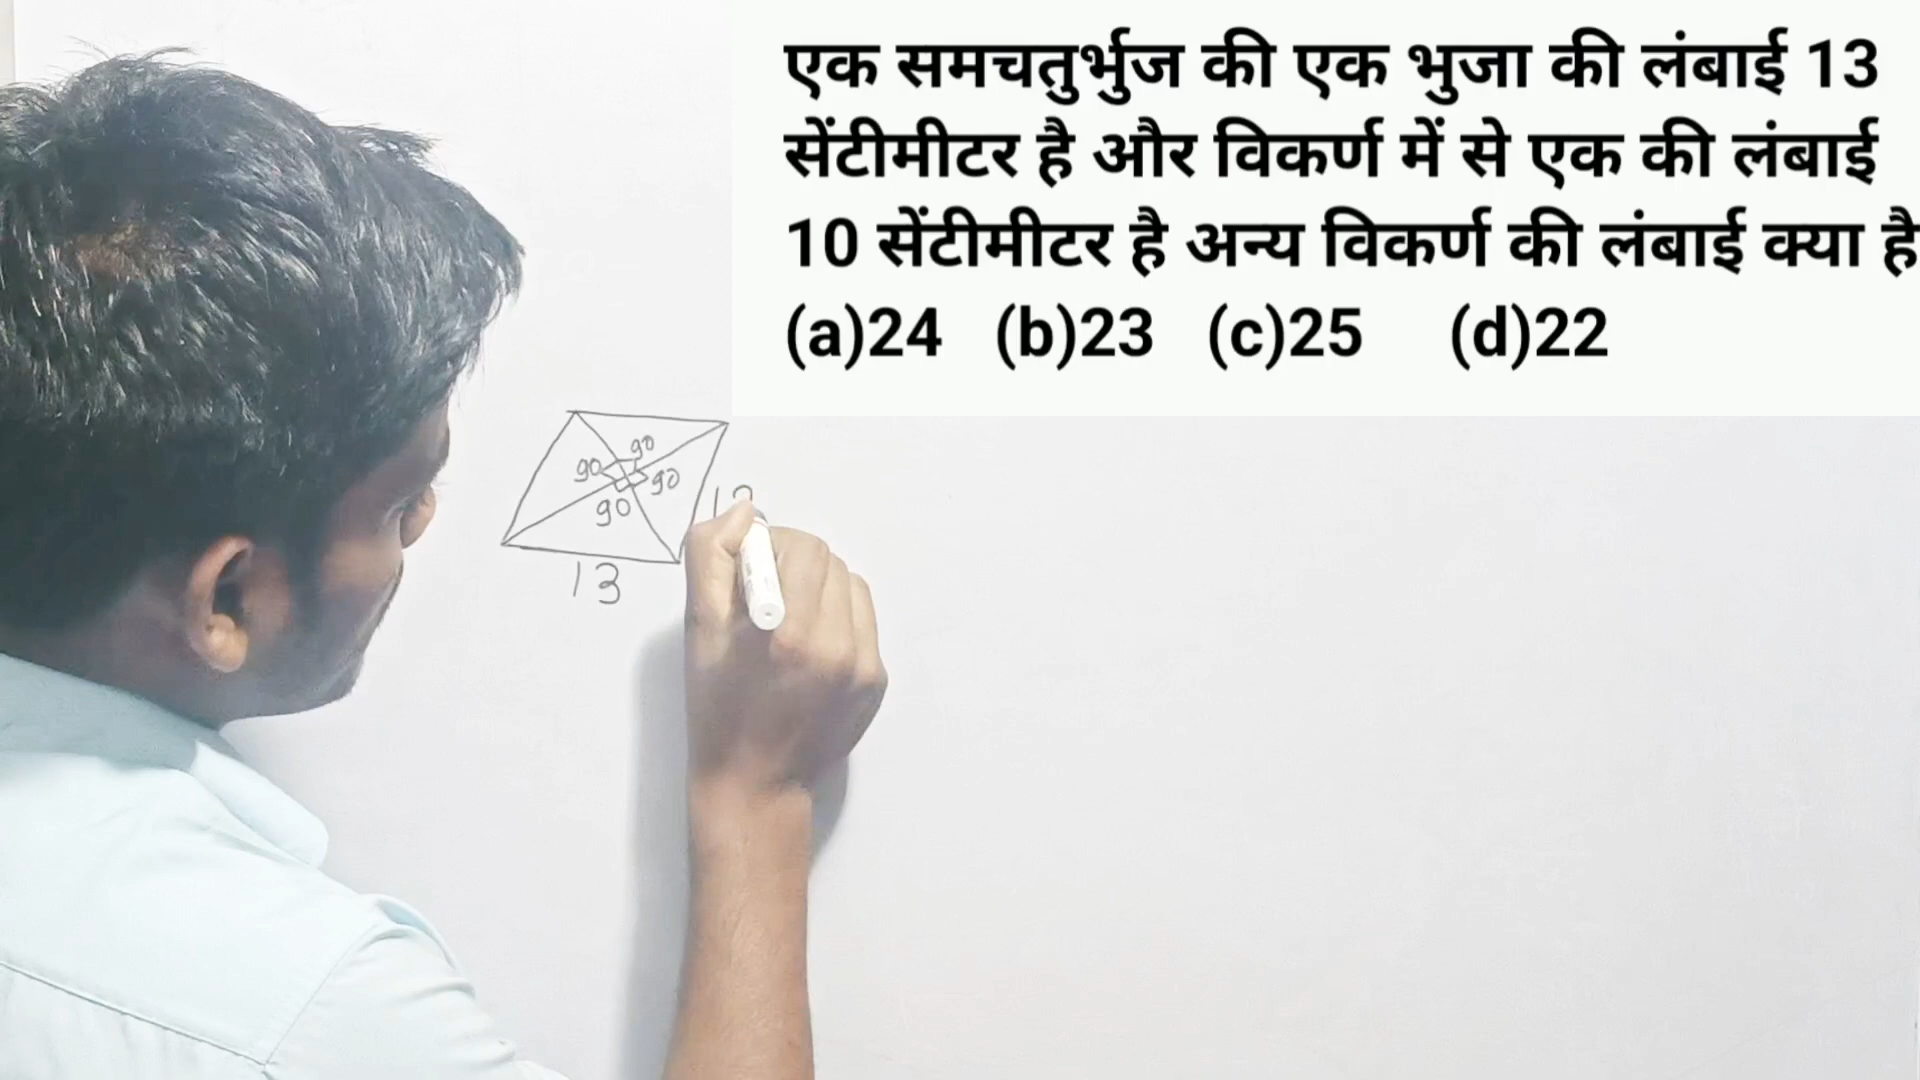 एक समचतुर्भुज की एक भुजा की लंबाई 13
सेंटीमीटर है और विकर्ण में से एक की लंबाई
10 सेंटीमीटर है अन्य विकर्ण की लंबाई क्या है
(a)24 (b)23 (c)25 (d)22
90
90 90
90
13